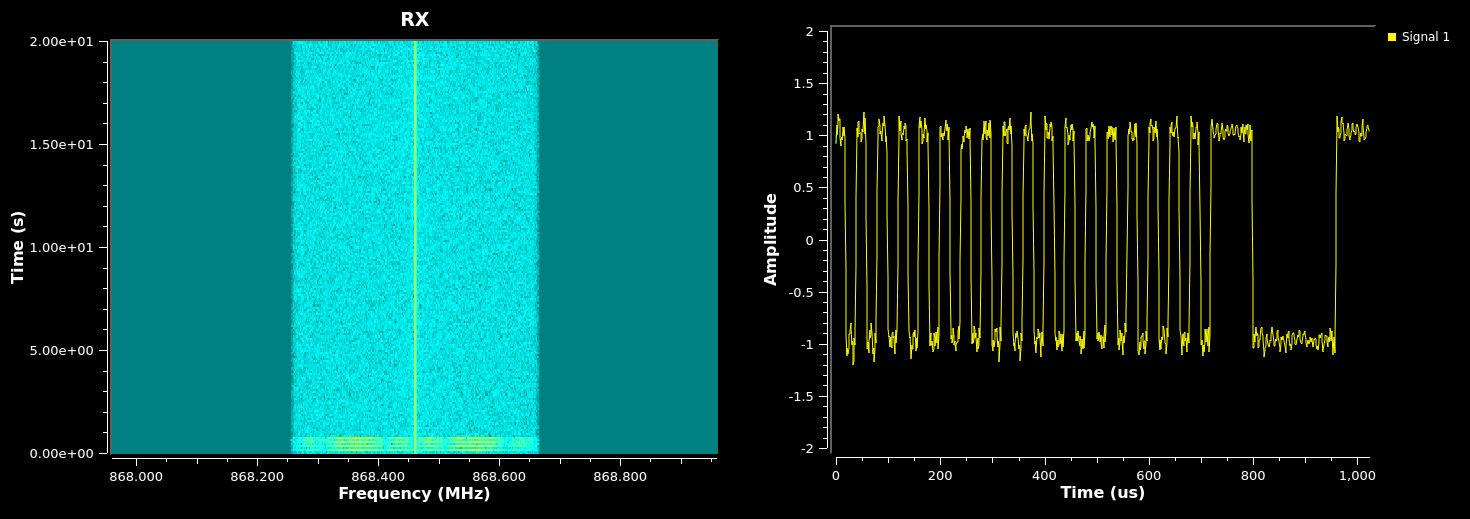 RX
2.00e+01
1.50e+01
1.00e+01
5.00e+00
0.00e+00
Time (s)
868.000 868.200 868.400 868.600 868.800
Frequency (MHz)
2
1.5
1
0.5
0
-0.5
-1
-1.5
-2
Amplitude
0 200 400 600 800 1,000
Time (us)
Signal 1